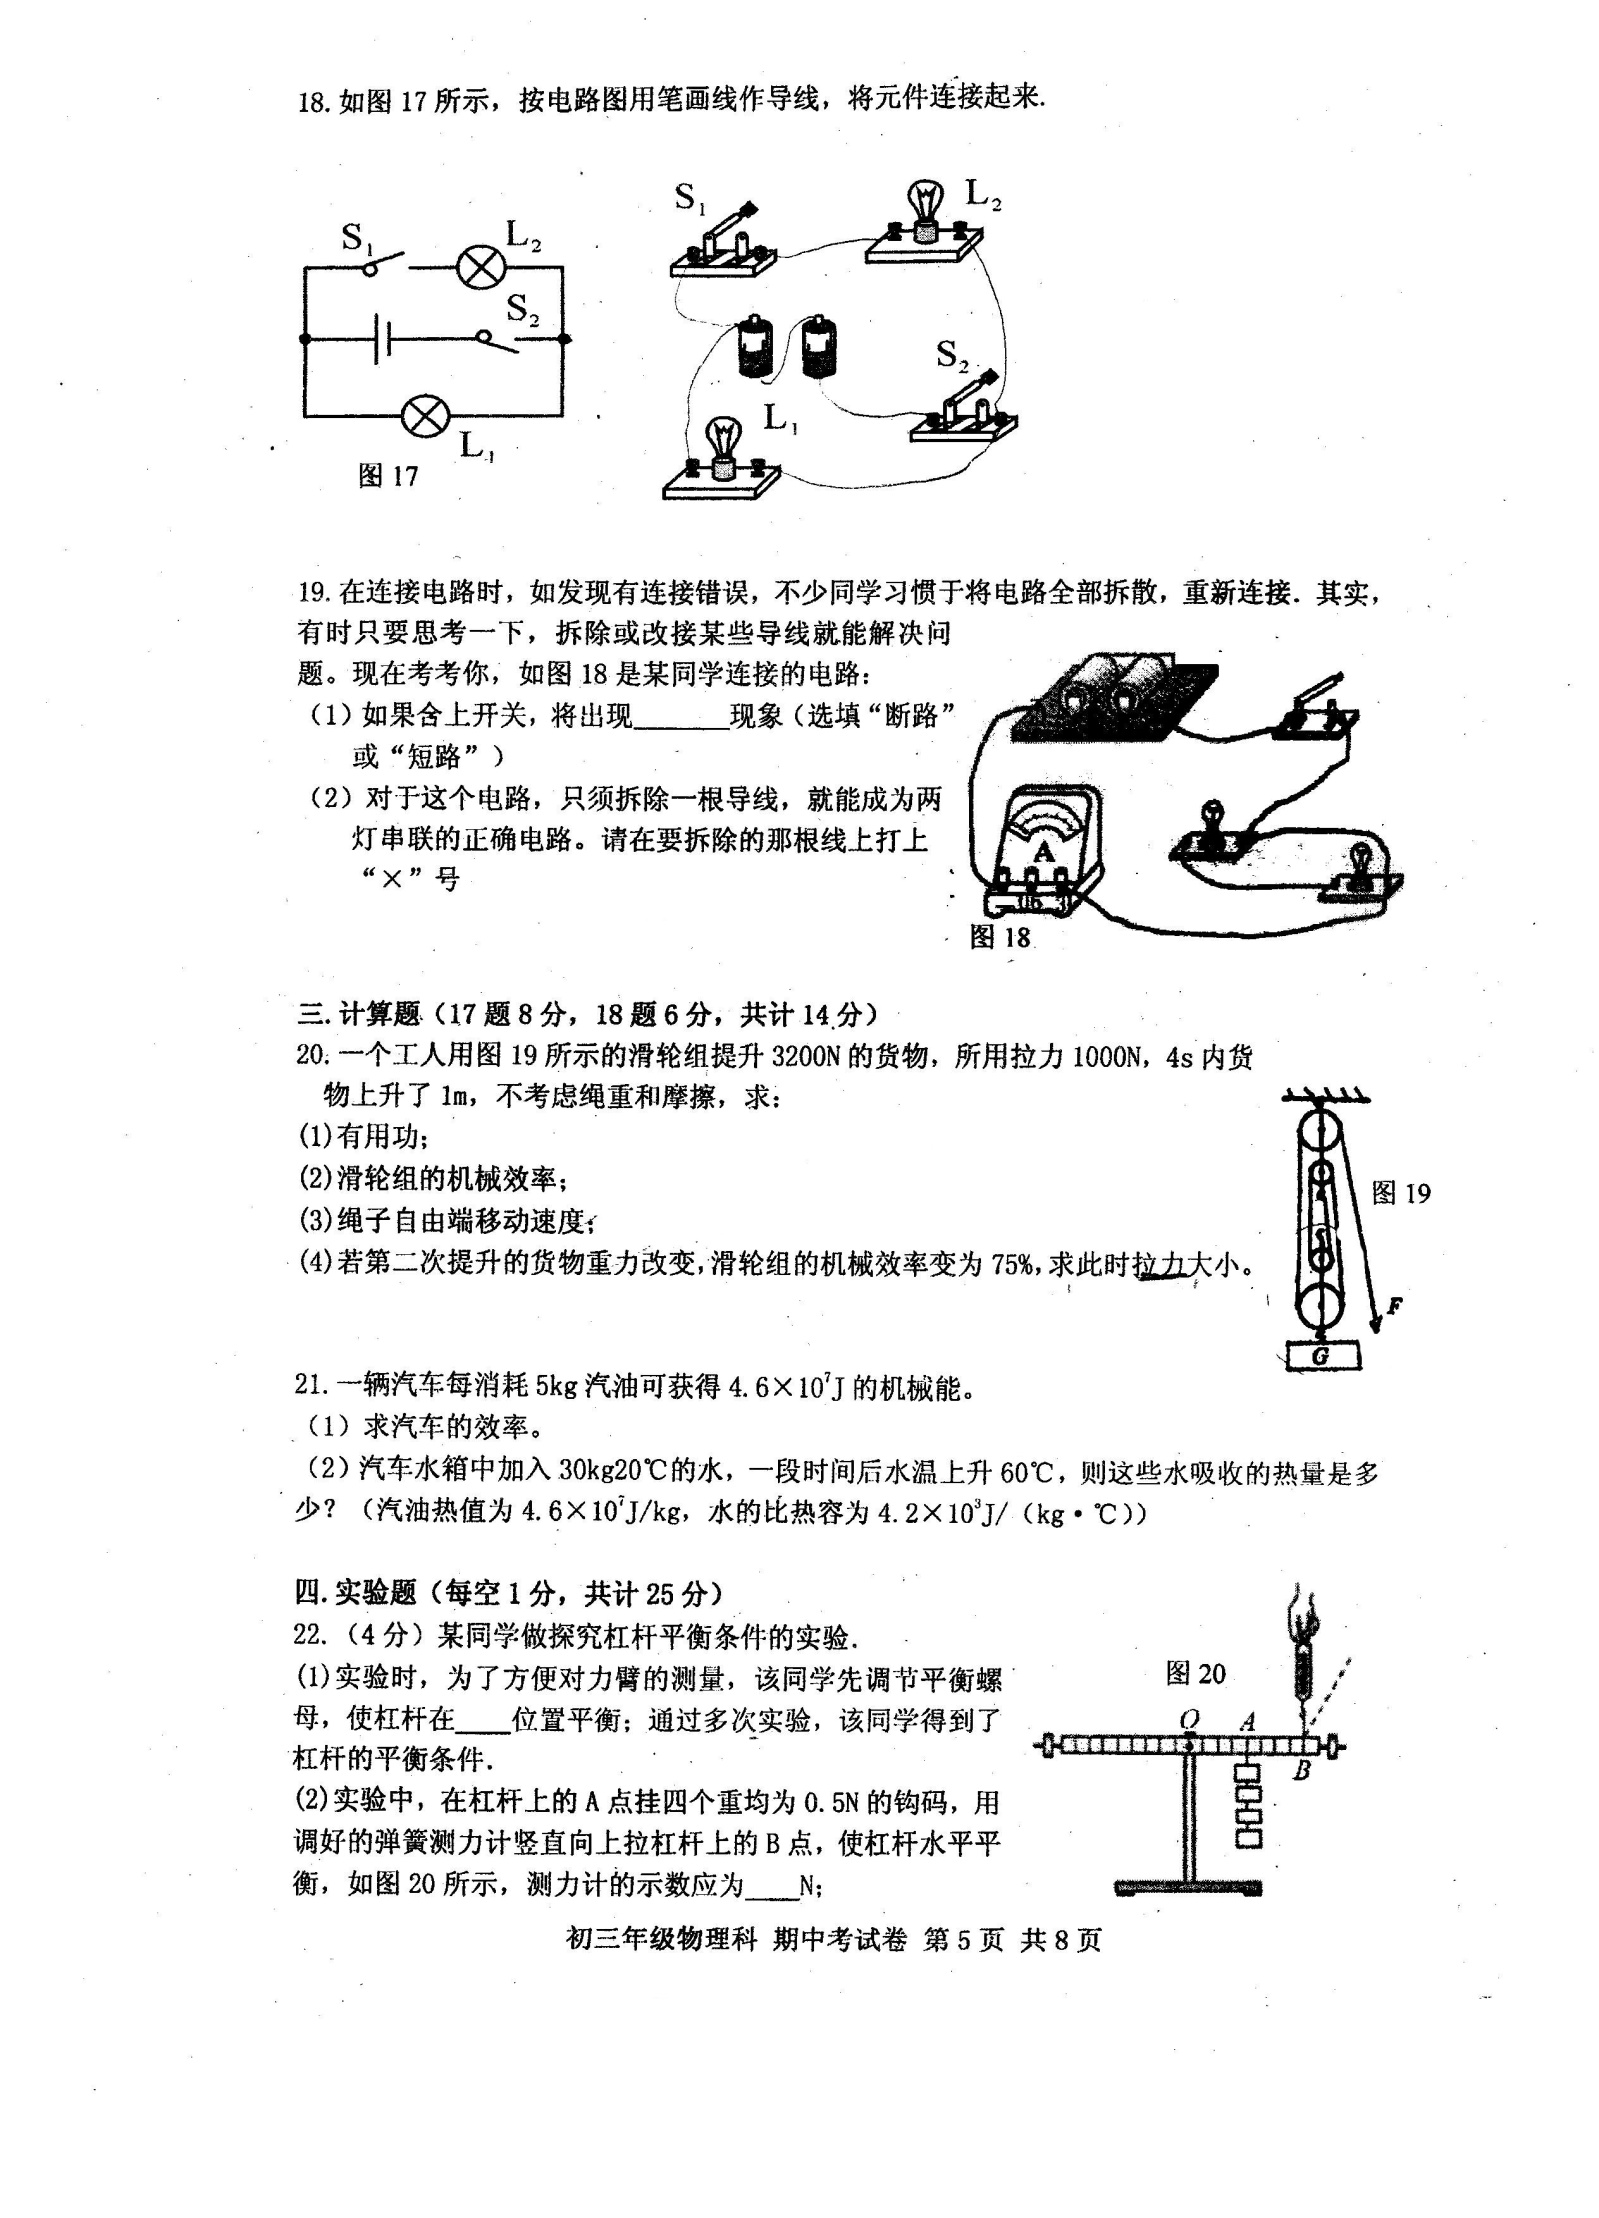 18. 如图 17 所示，按电路图用笔画线作导线，将元件连接起来.
S₁
L₂
S₂
L₁
图 17
S₁
L₂
S₂
L₁
19. 在连接电路时，如发现有连接错误，不少同学习惯于将电路全部拆散，重新连接．其实，
有时只要思考一下，拆除或改接某些导线就能解决问
题。现在考考你，如图 18 是某同学连接的电路：
（1）如果合上开关，将出现______现象（选填“断路”
或“短路”）
（2）对于这个电路，只须拆除一根导线，就能成为两
灯串联的正确电路。请在要拆除的那根线上打上
“×”号
A
图 18
三. 计算题（17 题 8 分，18 题 6 分，共计 14 分）
20. 一个工人用图 19 所示的滑轮组提升 3200N 的货物，所用拉力 1000N，4s 内货
物上升了 1m，不考虑绳重和摩擦，求：
(1)有用功；
(2)滑轮组的机械效率；
(3)绳子自由端移动速度；
(4)若第二次提升的货物重力改变，滑轮组的机械效率变为 75%，求此时拉力大小。
图 19
F
G
21. 一辆汽车每消耗 5kg 汽油可获得 4.6×10⁷J 的机械能。
（1）求汽车的效率。
（2）汽车水箱中加入 30kg20℃的水，一段时间后水温上升 60℃，则这些水吸收的热量是多
少？（汽油热值为 4.6×10⁷J/kg，水的比热容为 4.2×10³J/（kg·℃））
四. 实验题（每空 1 分，共计 25 分）
22.（4 分）某同学做探究杠杆平衡条件的实验.
(1)实验时，为了方便对力臂的测量，该同学先调节平衡螺
母，使杠杆在____位置平衡；通过多次实验，该同学得到了
杠杆的平衡条件.
(2)实验中，在杠杆上的 A 点挂四个重均为 0.5N 的钩码，用
调好的弹簧测力计竖直向上拉杠杆上的 B 点，使杠杆水平平
衡，如图 20 所示，测力计的示数应为____N；
图 20
O
A
B
初三年级物理科 期中考试卷 第 5 页 共 8 页